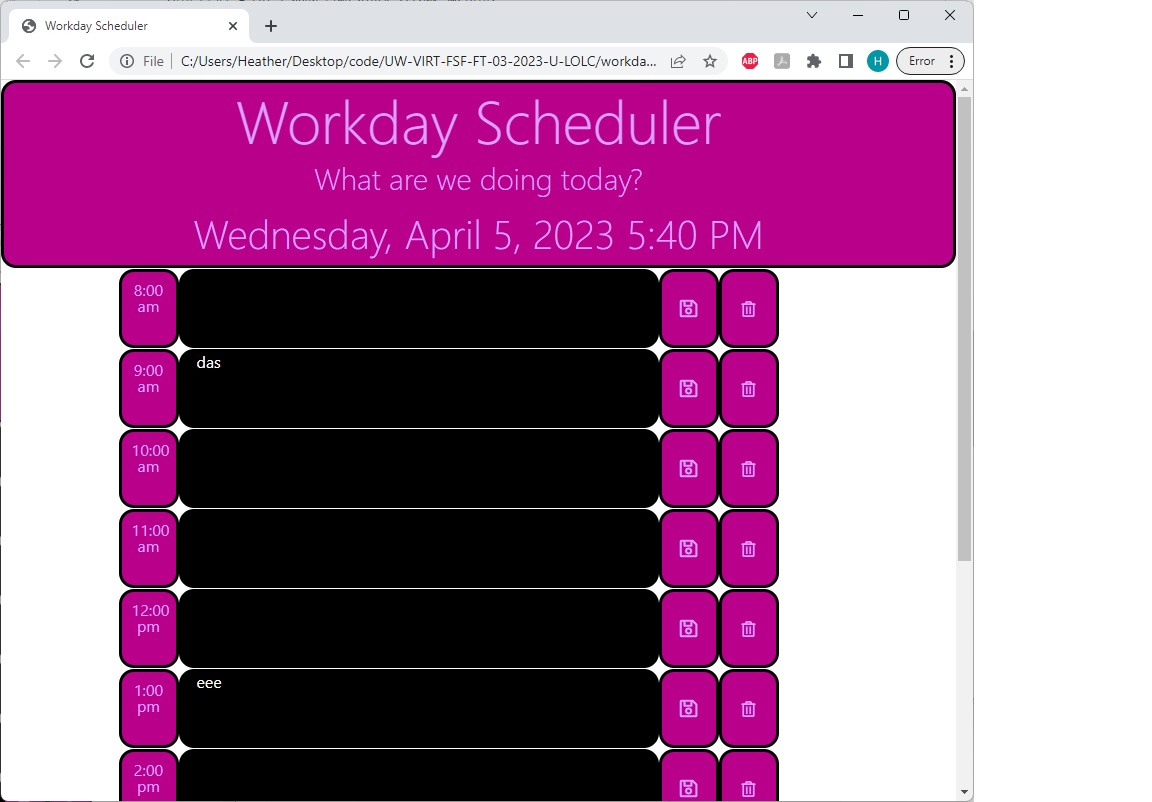 Workday Scheduler
File
C:/Users/Heather/Desktop/code/UW-VIRT-FSF-FT-03-2023-U-LOLC/workda...
ABP
H
Error
Workday Scheduler
What are we doing today?
Wednesday, April 5, 2023 5:40 PM
8:00
am
9:00
am
das
10:00
am
11:00
am
12:00
pm
1:00
pm
eee
2:00
pm